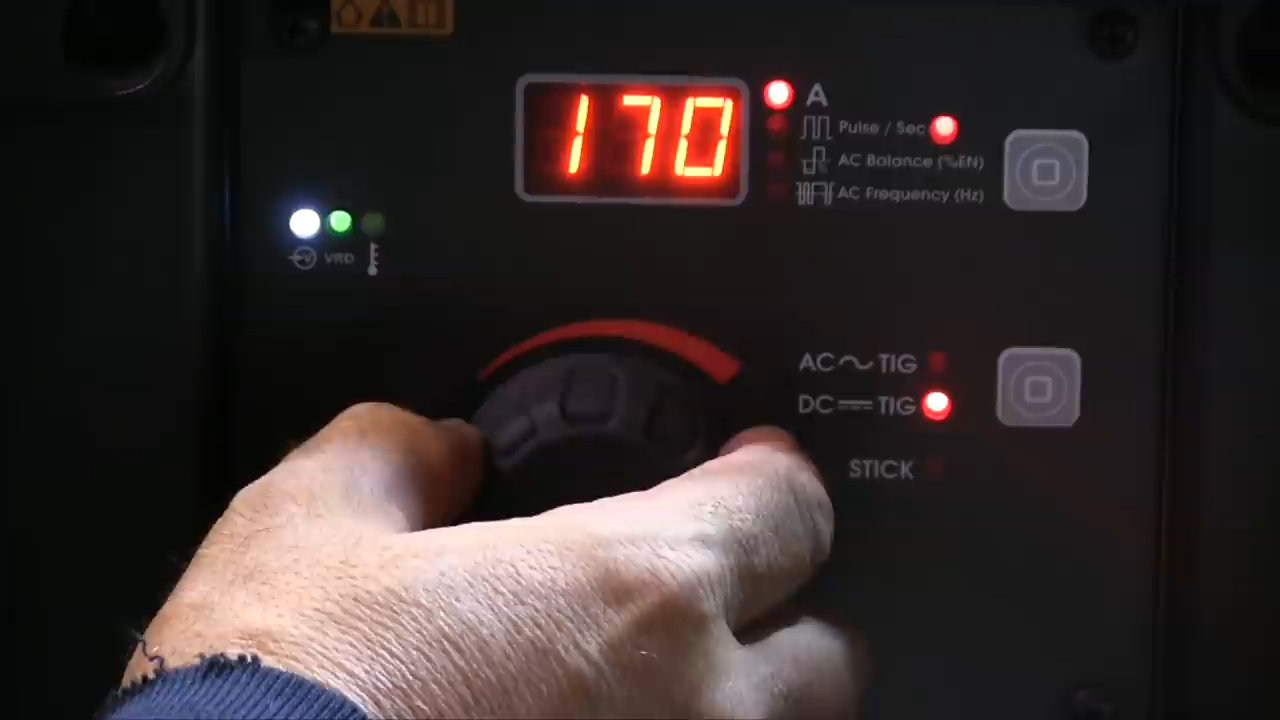 170
A
Pulse / Sec
AC Balance (%EN)
AC Frequency (Hz)
V
VRD
AC TIG
DC TIG
STICK